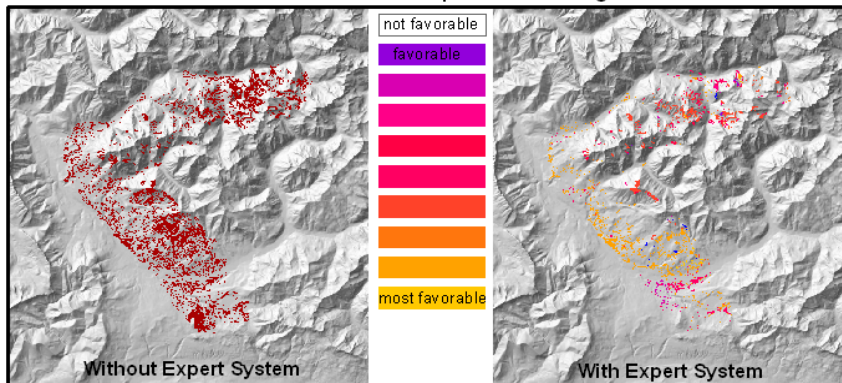 not favorable
favorable
most favorable
Without Expert System
With Expert System